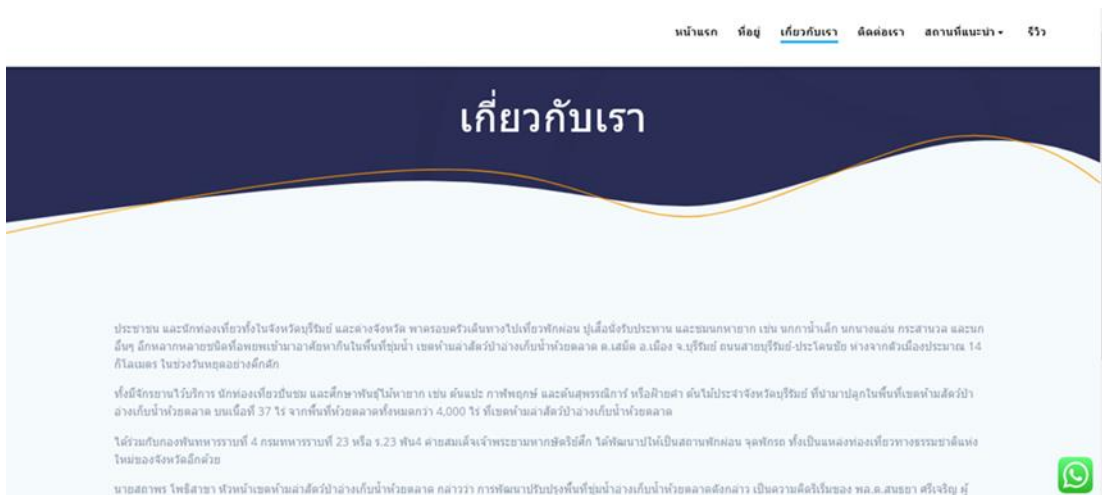 หน้าแรก ที่อยู่ เกี่ยวกับเรา ติดต่อเรา สถานที่แนะนำ รีวิว
เกี่ยวกับเรา
ประชาชน และนักท่องเที่ยวทั้งในจังหวัดบุรีรัมย์ และต่างจังหวัด พาครอบครัวเดินทางไปเที่ยวพักผ่อน ปูเสื่อนั่งรับประทาน และชมนกหายาก เช่น นกกาน้ำเล็ก นกนางแอ่น กระสานวล และนก
อื่นๆ อีกหลากหลายชนิดที่อพยพเข้ามาอาศัยหากินในพื้นที่ชุ่มน้ำ เขตห้ามล่าสัตว์ป่าอ่างเก็บน้ำห้วยตลาด ต.เสม็ด อ.เมือง จ.บุรีรัมย์ ถนนสายบุรีรัมย์-ประโคนชัย ห่างจากตัวเมืองประมาณ 14
กิโลเมตร ในช่วงวันหยุดอย่างคึกคัก
ทั้งมีจักรยานไว้บริการ นักท่องเที่ยวปั่นชม และศึกษาพันธุ์ไม้หายาก เช่น ต้นแปะ กาฬพฤกษ์ และต้นสุพรรณิการ์ หรือฝ้ายคำ ต้นไม้ประจำจังหวัดบุรีรัมย์ ที่นำมาปลูกในพื้นที่เขตห้ามล่าสัตว์ป่า
อ่างเก็บน้ำห้วยตลาด บนเนื้อที่ 37 ไร่ จากพื้นที่ห้วยตลาดทั้งหมดกว่า 4,000 ไร่ ที่เขตห้ามล่าสัตว์ป่าอ่างเก็บน้ำห้วยตลาด
ได้ร่วมกับกองพันทหารราบที่ 4 กรมทหารราบที่ 23 หรือ ร.23 พัน4 ค่ายสมเด็จเจ้าพระยามหากษัตริย์ศึก ได้พัฒนาปให้เป็นสถานพักผ่อน จุดพักรถ ทั้งเป็นแหล่งท่องเที่ยวทางธรรมชาติแห่ง
ใหม่ของจังหวัดอีกด้วย
นายสถาพร โพธิสาขา หัวหน้าเขตห้ามล่าสัตว์ป่าอ่างเก็บน้ำห้วยตลาด กล่าวว่า การพัฒนาปรับปรุงพื้นที่ชุ่มน้ำอ่างเก็บน้ำห้วยตลาดดังกล่าว เป็นความคิดริเริ่มของ พล.ต.สนธยา ศรีเจริญ ผู้